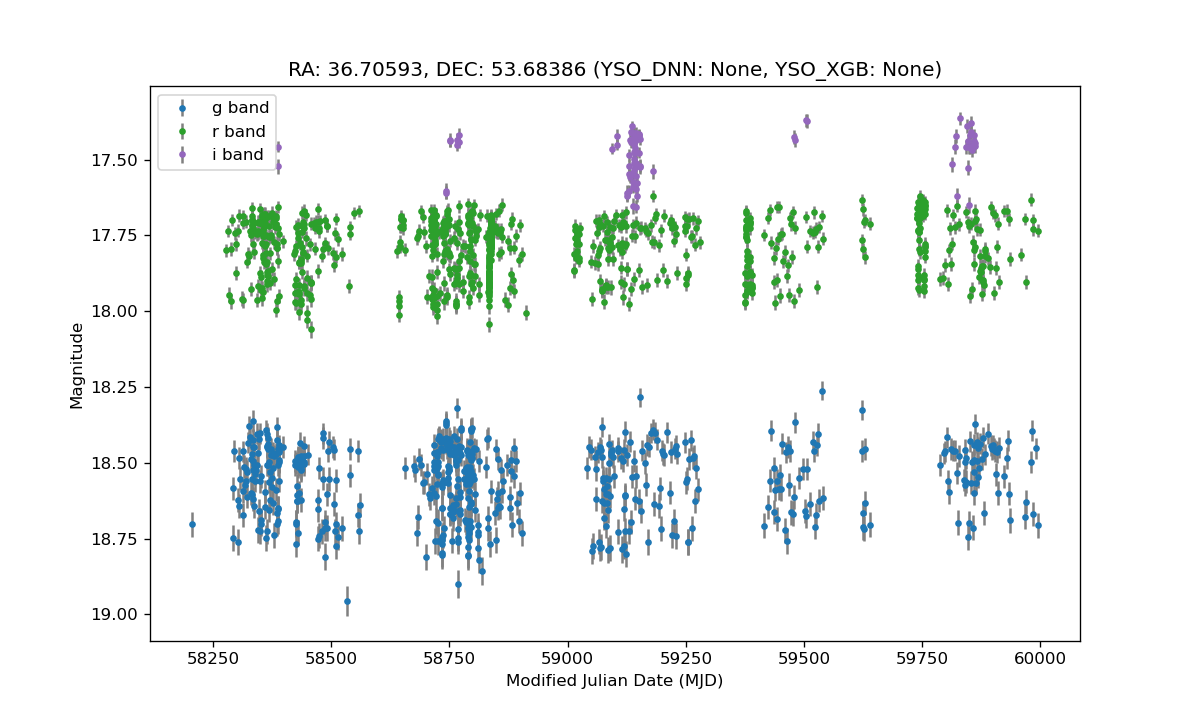 RA: 36.70593, DEC: 53.68386 (YSO_DNN: None, YSO_XGB: None)
g band
r band
i band
17.50
17.75
18.00
18.25
18.50
18.75
19.00
Magnitude
58250 58500 58750 59000 59250 59500 59750 60000
Modified Julian Date (MJD)